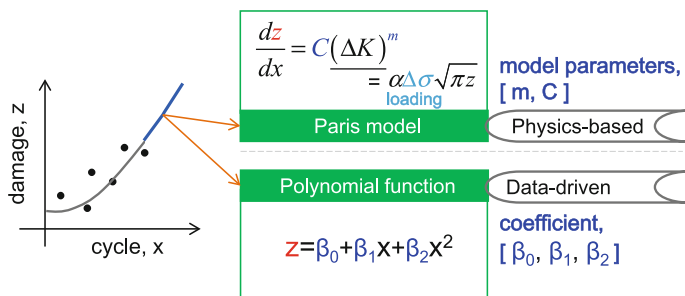 dz/dx = C(ΔK)^m
= αΔσ√πz
loading
model parameters,
[ m, C ]
Paris model
Physics-based
damage, z
cycle, x
Polynomial function
Data-driven
coefficient,
[ β₀, β₁, β₂ ]
z=β₀+β₁x+β₂x²